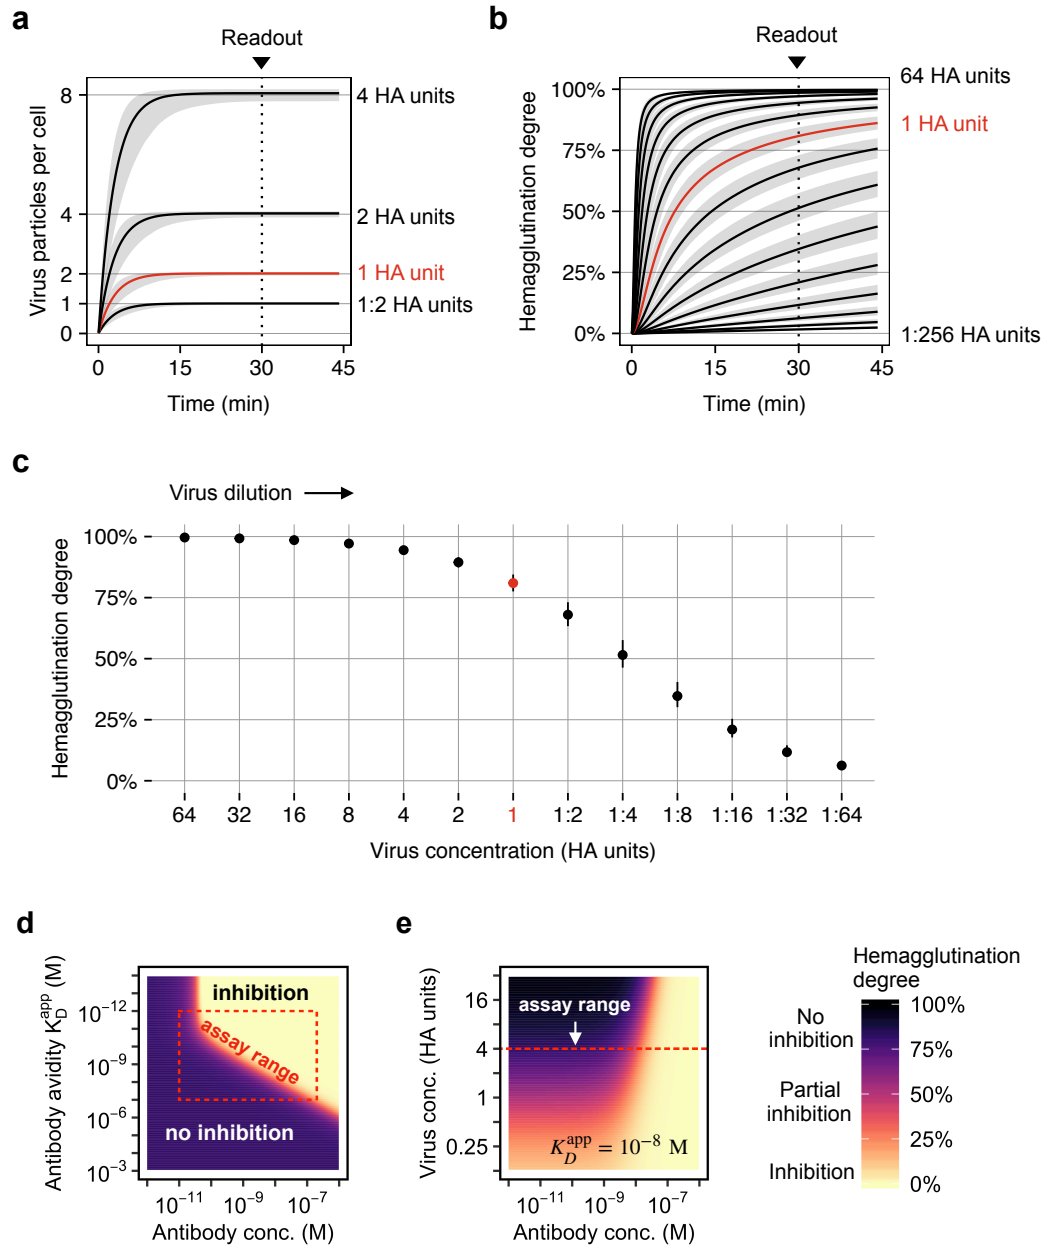 a
Readout
Virus particles per cell
8
4
2
1
0
4 HA units
2 HA units
1 HA unit
1:2 HA units
0 15 30 45
Time (min)
b
Readout
Hemagglutination degree
100%
75%
50%
25%
0%
64 HA units
1 HA unit
1:256 HA units
0 15 30 45
Time (min)
c
Virus dilution
Hemagglutination degree
100%
75%
50%
25%
0%
64 32 16 8 4 2 1 1:2 1:4 1:8 1:16 1:32 1:64
Virus concentration (HA units)
d
Antibody avidity K_D^app (M)
10^−12
10^−9
10^−6
10^−3
inhibition
assay range
no inhibition
10^−11 10^−9 10^−7
Antibody conc. (M)
e
Virus conc. (HA units)
16
4
1
0.25
assay range
K_D^app = 10^−8 M
10^−11 10^−9 10^−7
Antibody conc. (M)
Hemagglutination
degree
No
inhibition
Partial
inhibition
Inhibition
100%
75%
50%
25%
0%